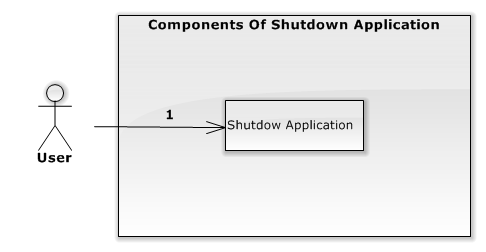 Components Of Shutdown Application
1
Shutdow Application
User